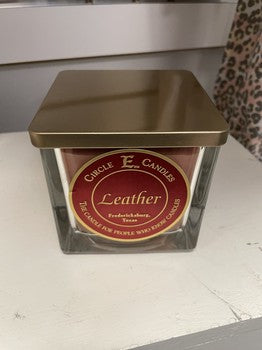 CIRCLE E CANDLES
Leather
Fredericksburg,
Texas
THE CANDLE FOR PEOPLE WHO KNOW CANDLES